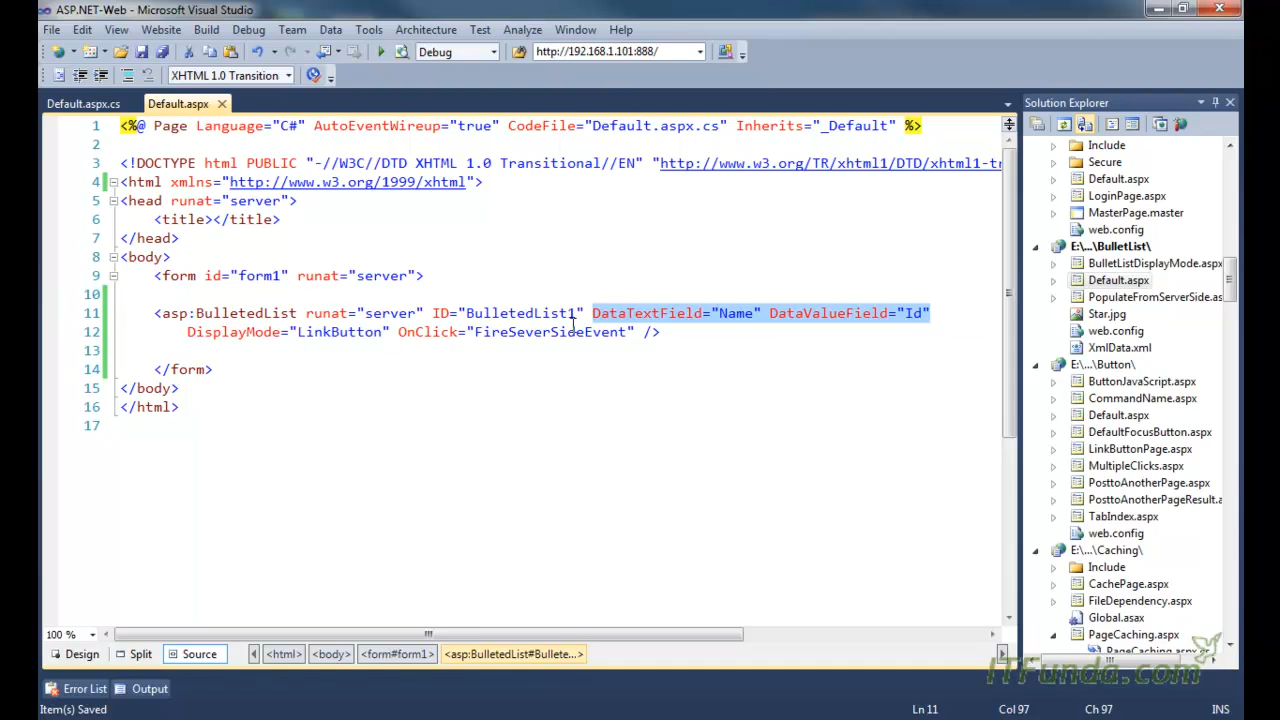 ASP.NET-Web - Microsoft Visual Studio
File Edit View Website Build Debug Team Data Tools Architecture Test Analyze Window Help
Debug http://192.168.1.101:888/
XHTML 1.0 Transition
Default.aspx.cs Default.aspx
1 <%@ Page Language="C#" AutoEventWireup="true" CodeFile="Default.aspx.cs" Inherits="_Default" %>
2
3 <!DOCTYPE html PUBLIC "-//W3C//DTD XHTML 1.0 Transitional//EN" "http://www.w3.org/TR/xhtml1/DTD/xhtml1-tr
4 <html xmlns="http://www.w3.org/1999/xhtml">
5 <head runat="server">
6 <title></title>
7 </head>
8 <body>
9 <form id="form1" runat="server">
10
11 <asp:BulletedList runat="server" ID="BulletedList1" DataTextField="Name" DataValueField="Id"
12 DisplayMode="LinkButton" OnClick="FireSeverSideEvent" />
13
14 </form>
15 </body>
16 </html>
17
100 %
Design Split Source <html> <body> <form#form1> <asp:BulletedList#Bullete...>
Error List Output
Item(s) Saved Ln 11 Col 97 Ch 97 INS
Solution Explorer
Include
Secure
Default.aspx
LoginPage.aspx
MasterPage.master
web.config
E:\...\BulletList\
BulletListDisplayMode.aspx
Default.aspx
PopulateFromServerSide.as
Star.jpg
web.config
XmlData.xml
E:\...\Button\
ButtonJavaScript.aspx
CommandName.aspx
Default.aspx
DefaultFocusButton.aspx
LinkButtonPage.aspx
MultipleClicks.aspx
PosttoAnotherPage.aspx
PosttoAnotherPageResult.a
TabIndex.aspx
web.config
E:\...\Caching\
Include
CachePage.aspx
FileDependency.aspx
Global.asax
PageCaching.aspx
ITFunda.com